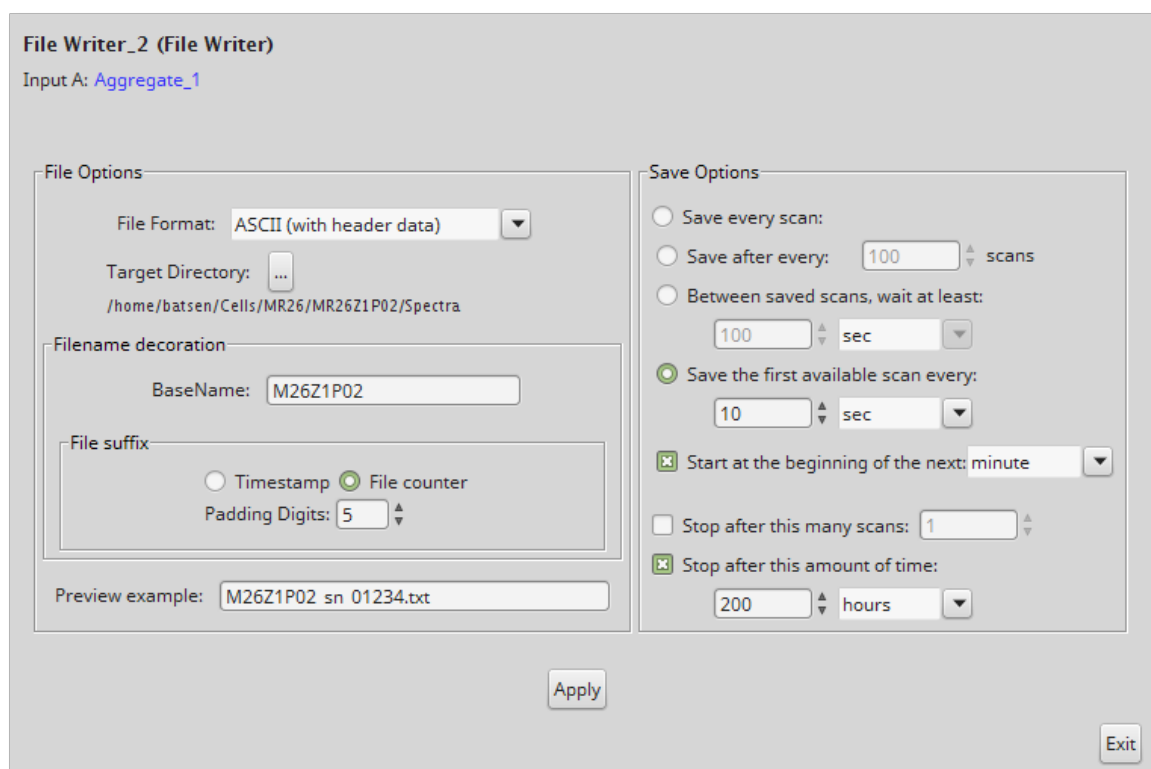 File Writer_2 (File Writer)
Input A: Aggregate_1
File Options
File Format: ASCII (with header data)
Target Directory: ...
/home/batsen/Cells/MR26/MR26Z1P02/Spectra
Filename decoration
BaseName: M26Z1P02
File suffix
Timestamp File counter
Padding Digits: 5
Preview example: M26Z1P02_sn_01234.txt
Save Options
Save every scan:
Save after every: 100 scans
Between saved scans, wait at least:
100 sec
Save the first available scan every:
10 sec
Start at the beginning of the next: minute
Stop after this many scans: 1
Stop after this amount of time:
200 hours
Apply
Exit